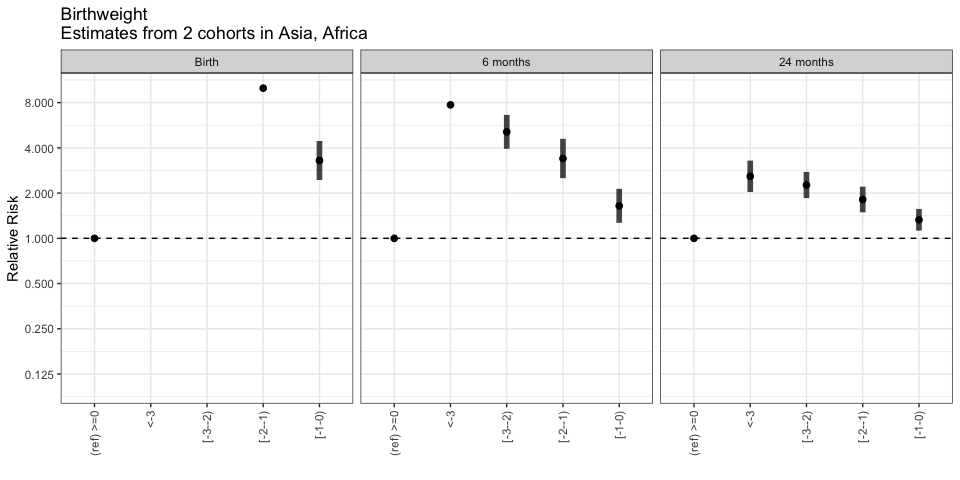 Birthweight
Estimates from 2 cohorts in Asia, Africa
Birth
6 months
24 months
Relative Risk
8.000
4.000
2.000
1.000
0.500
0.250
0.125
(ref) >=0
<-3
[-3--2)
[-2--1)
[-1-0)
(ref) >=0
<-3
[-3--2)
[-2--1)
[-1-0)
(ref) >=0
<-3
[-3--2)
[-2--1)
[-1-0)